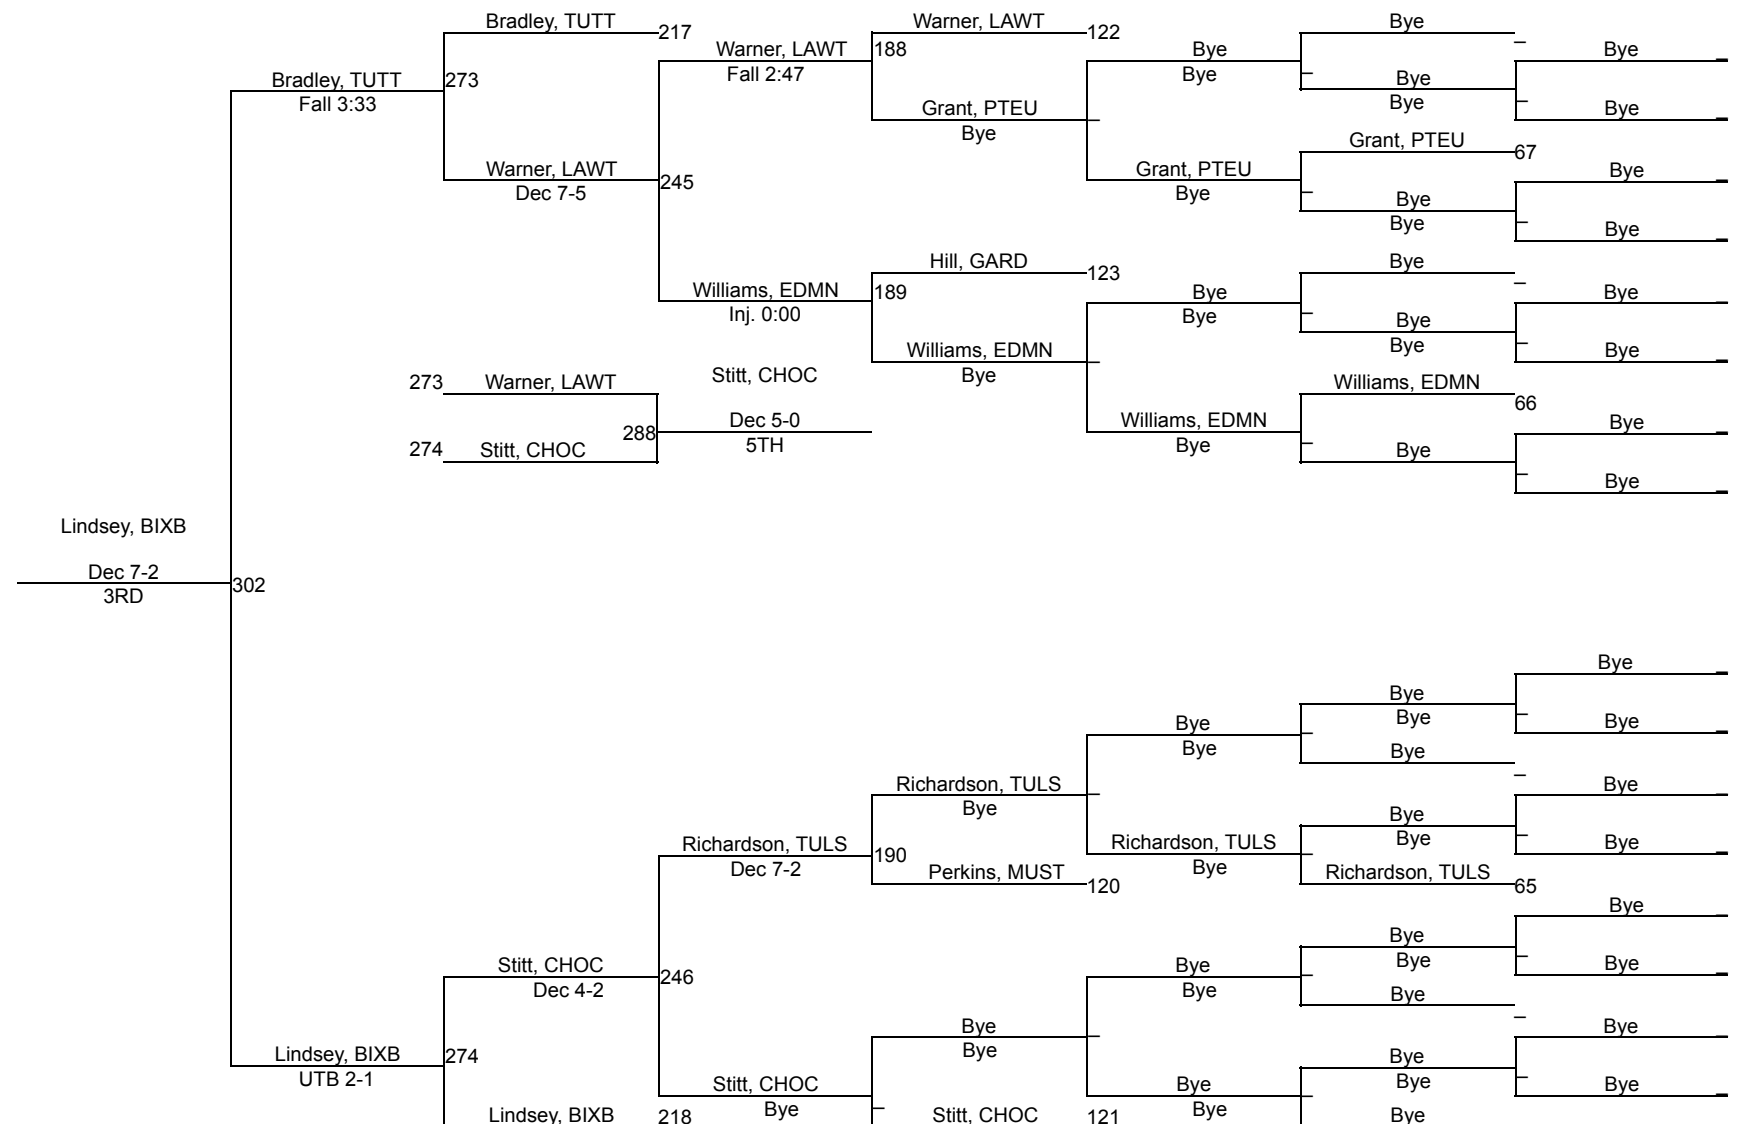 Bradley, TUTT
217
Warner, LAWT
122
Bye
Warner, LAWT
188
Fall 2:47
Bye
Bye
Bye
Bradley, TUTT
273
Fall 3:33
Bye
Bye
Grant, PTEU
Bye
Bye
Grant, PTEU
67
Warner, LAWT
245
Dec 7-5
Grant, PTEU
Bye
Bye
Bye
Bye
Bye
Hill, GARD
123
Bye
Williams, EDMN
189
Inj. 0:00
Bye
Bye
Bye
Bye
Bye
Williams, EDMN
Bye
Bye
273
Warner, LAWT
Stitt, CHOC
Williams, EDMN
66
288
Dec 5-0
5TH
Williams, EDMN
Bye
Bye
274
Stitt, CHOC
Bye
Bye
Lindsey, BIXB
Dec 7-2
3RD
302
Bye
Bye
Bye
Bye
Bye
Bye
Bye
Richardson, TULS
Bye
Bye
Bye
Bye
Richardson, TULS
190
Dec 7-2
Richardson, TULS
Bye
Bye
Perkins, MUST
120
Richardson, TULS
65
Bye
Bye
Bye
Stitt, CHOC
246
Dec 4-2
Bye
Bye
Bye
Bye
Bye
Bye
Bye
Lindsey, BIXB
274
UTB 2-1
Bye
Bye
Stitt, CHOC
Bye
Bye
Bye
Bye
Lindsey, BIXB
218
Stitt, CHOC
121
Bye